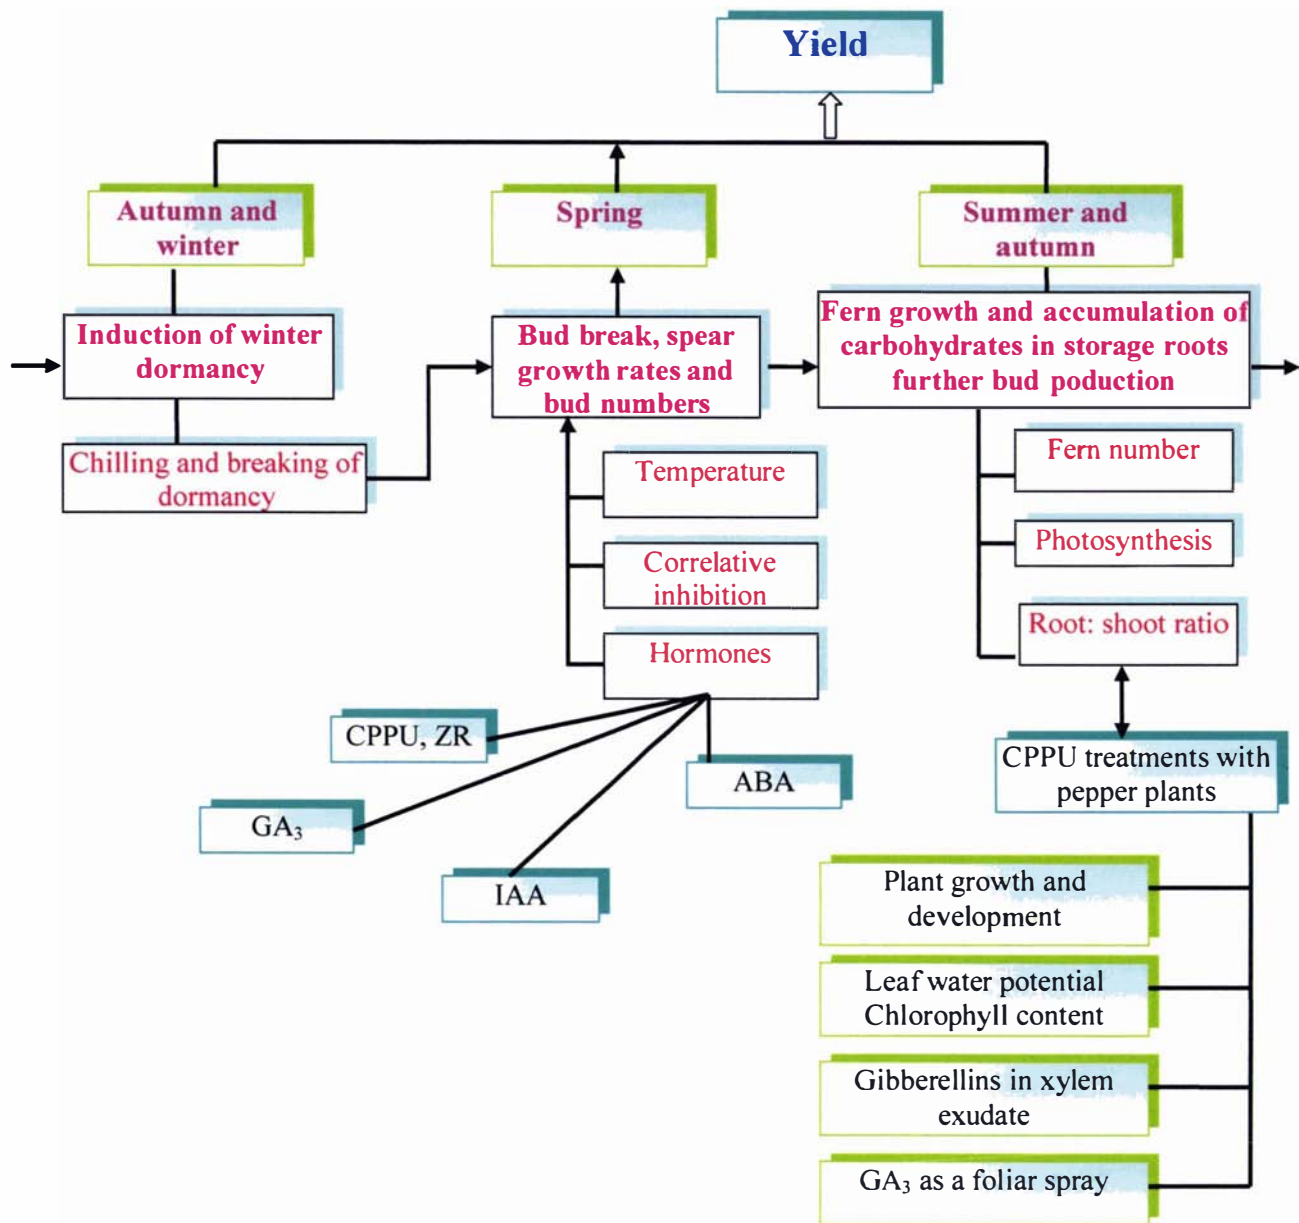 Yield
Autumn and
winter
Spring
Summer and
autumn
Induction of winter
dormancy
Bud break, spear
growth rates and
bud numbers
Fern growth and accumulation of
carbohydrates in storage roots
further bud poduction
Chilling and breaking of
dormancy
Temperature
Correlative
inhibition
Hormones
Fern number
Photosynthesis
Root: shoot ratio
CPPU, ZR
GA₃
IAA
ABA
CPPU treatments with
pepper plants
Plant growth and
development
Leaf water potential
Chlorophyll content
Gibberellins in xylem
exudate
GA₃ as a foliar spray